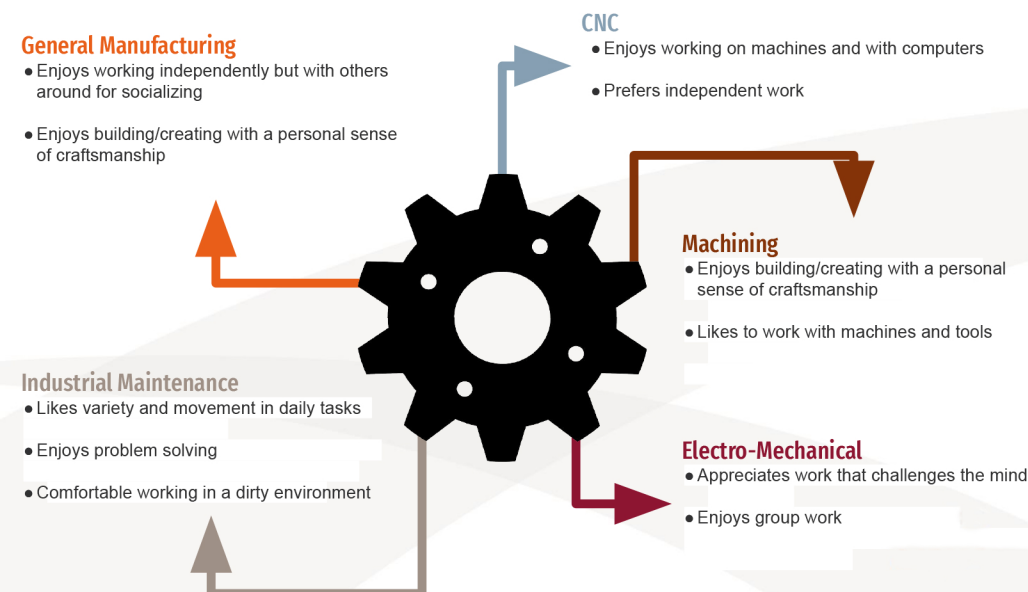 General Manufacturing
● Enjoys working independently but with others
around for socializing
● Enjoys building/creating with a personal sense
of craftsmanship
CNC
● Enjoys working on machines and with computers
● Prefers independent work
Machining
● Enjoys building/creating with a personal
sense of craftsmanship
● Likes to work with machines and tools
Industrial Maintenance
● Likes variety and movement in daily tasks
● Enjoys problem solving
● Comfortable working in a dirty environment
Electro-Mechanical
● Appreciates work that challenges the mind
● Enjoys group work